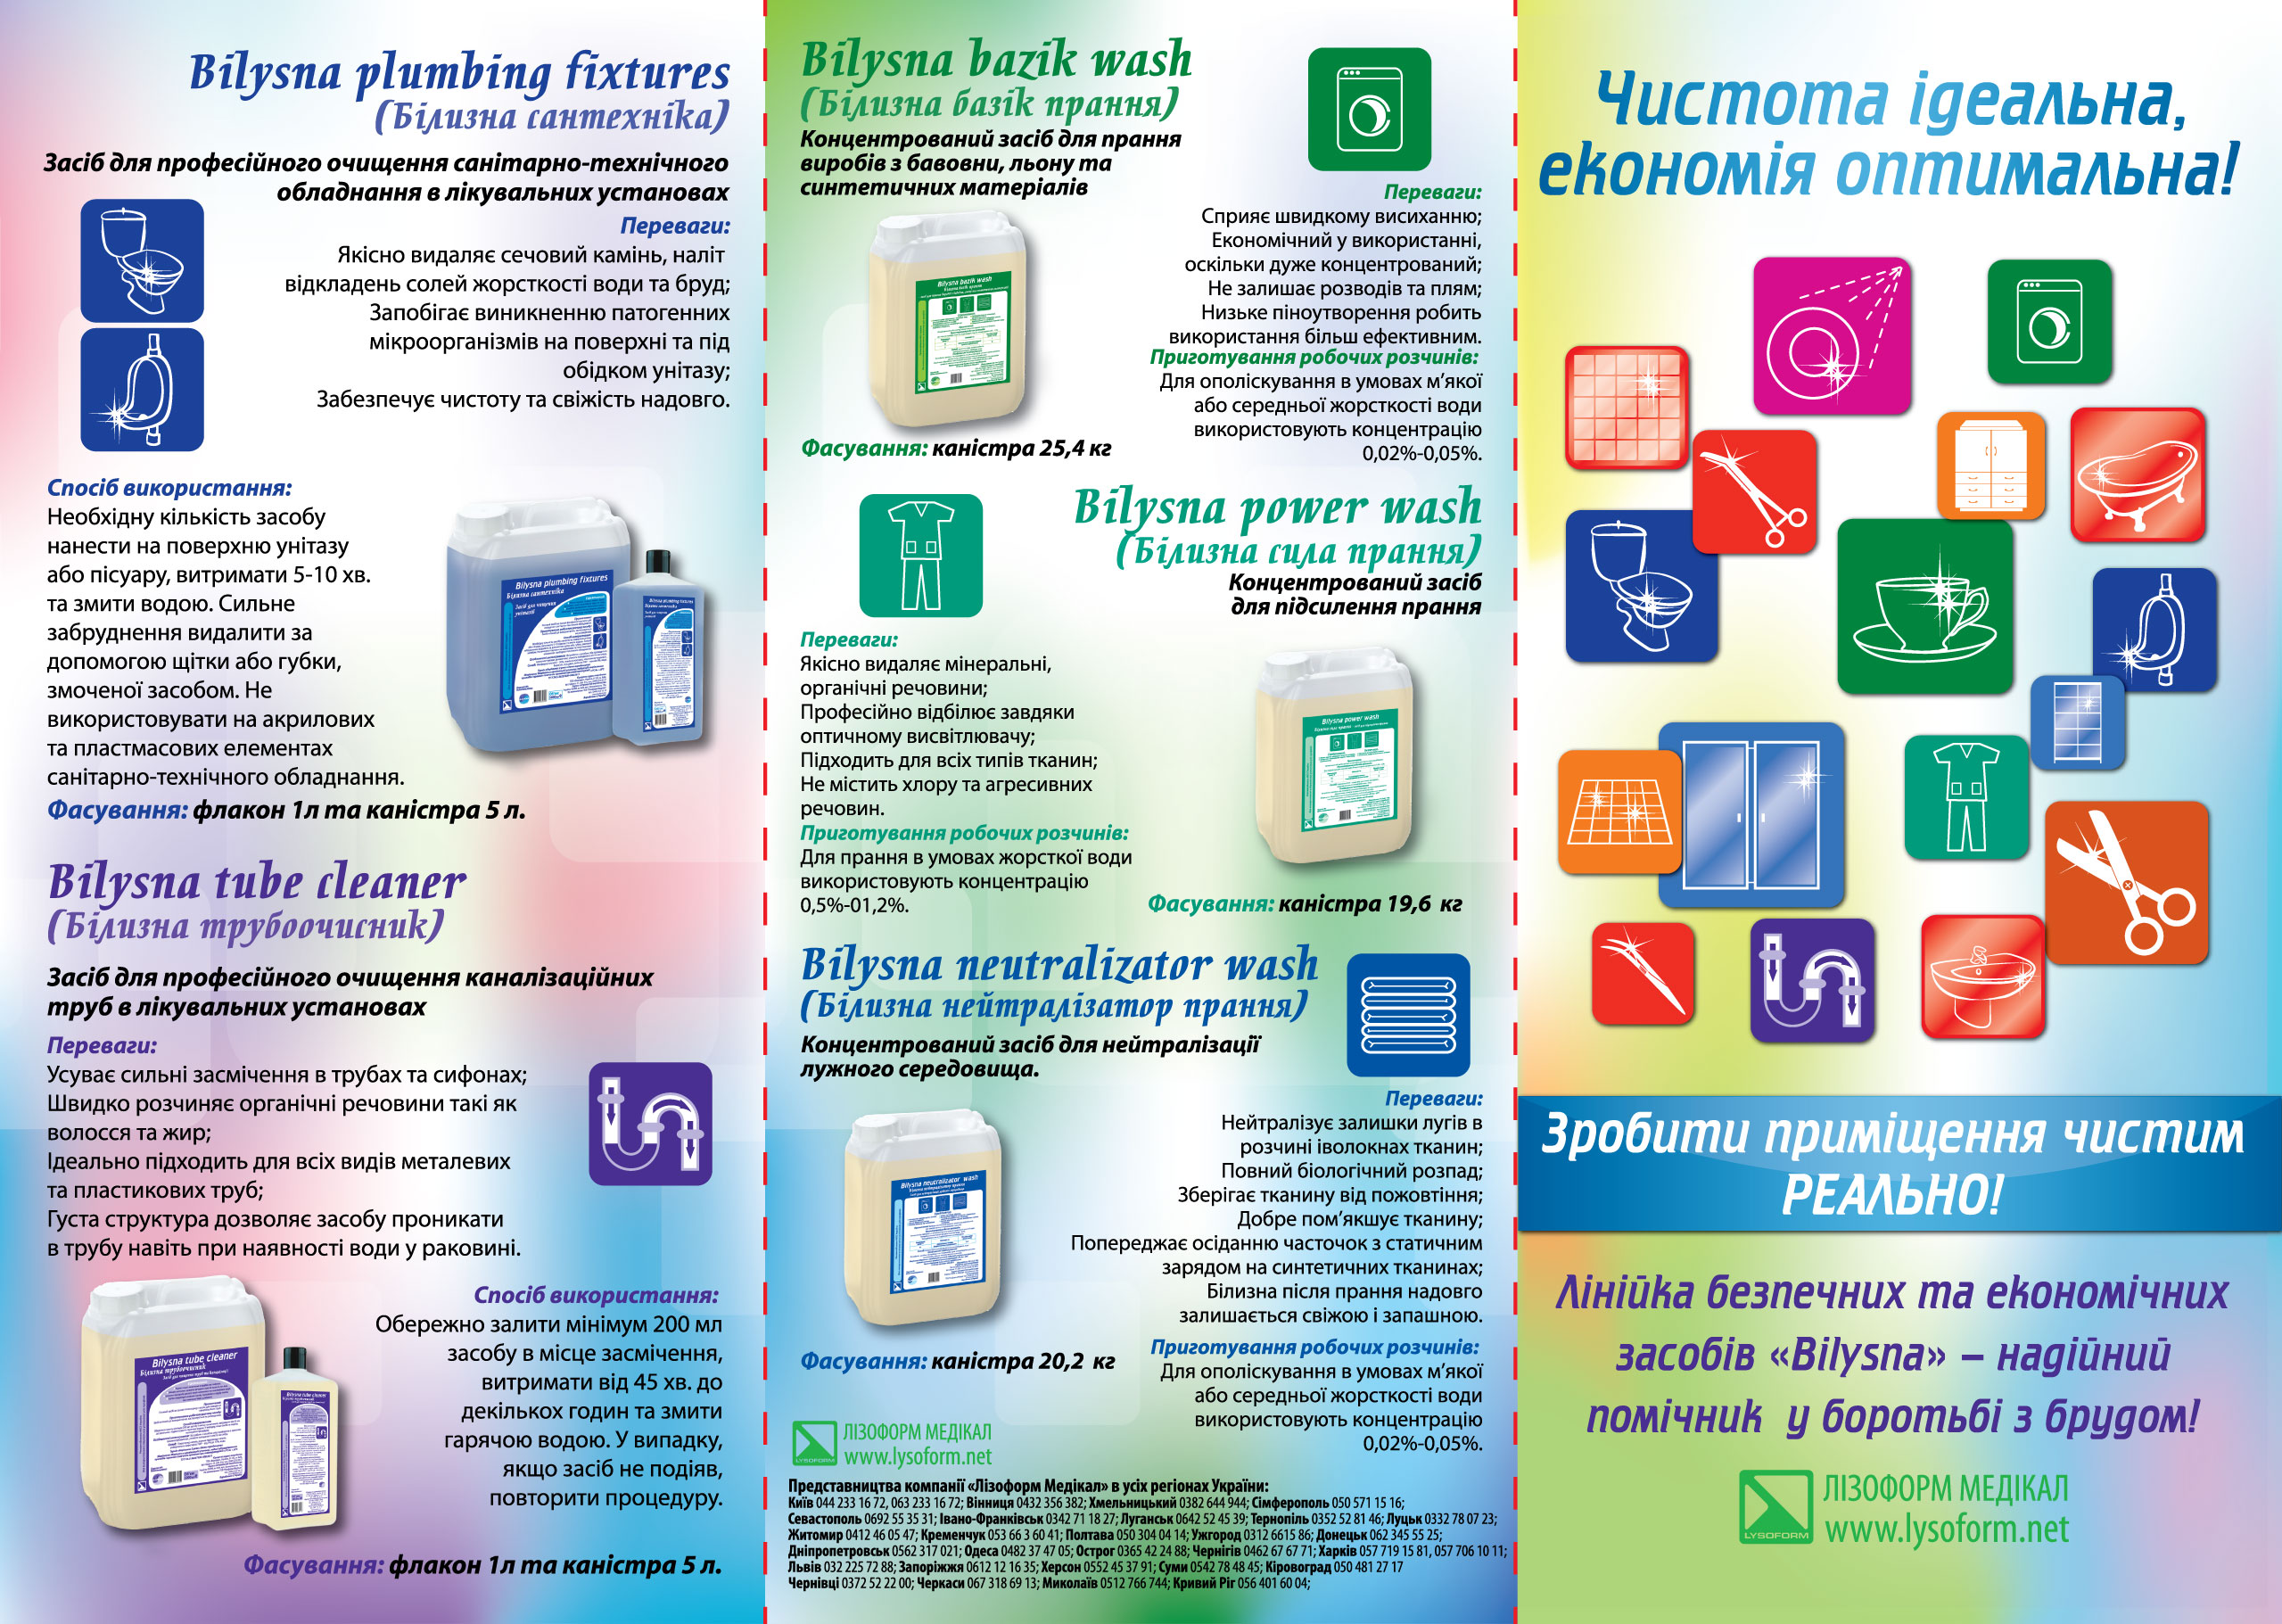 Bilysna plumbing fixtures
(Білизна сантехніка)
Засіб для професійного очищення санітарно-технічного
обладнання в лікувальних установах
Переваги:
Якісно видаляє сечовий камінь, наліт
відкладень солей жорсткості води та бруд;
Запобігає виникненню патогенних
мікроорганізмів на поверхні та під
обідком унітазу;
Забезпечує чистоту та свіжість надовго.
Спосіб використання:
Необхідну кількість засобу
нанести на поверхню унітазу
або пісуару, витримати 5-10 хв.
та змити водою. Сильне
забруднення видалити за
допомогою щітки або губки,
змоченої засобом. Не
використовувати на акрилових
та пластмасових елементах
санітарно-технічного обладнання.
Фасування: флакон 1л та каністра 5 л.
Bilysna plumbing fixtures
Білизна сантехніка
Bilysna tube cleaner
(Білизна трубоочисник)
Засіб для професійного очищення каналізаційних
труб в лікувальних установах
Переваги:
Усуває сильні засмічення в трубах та сифонах;
Швидко розчиняє органічні речовини такі як
волосся та жир;
Ідеально підходить для всіх видів металевих
та пластикових труб;
Густа структура дозволяє засобу проникати
в трубу навіть при наявності води у раковині.
Bilysna tube cleaner
Білизна трубоочисник
Спосіб використання:
Обережно залити мінімум 200 мл
засобу в місце засмічення,
витримати від 45 хв. до
декількох годин та змити
гарячою водою. У випадку,
якщо засіб не подіяв,
повторити процедуру.
Фасування: флакон 1л та каністра 5 л.
Bilysna bazik wash
(Білизна базік прання)
Концентрований засіб для прання
виробів з бавовни, льону та
синтетичних матеріалів
Переваги:
Сприяє швидкому висиханню;
Економічний у використанні,
оскільки дуже концентрований;
Не залишає розводів та плям;
Низьке піноутворення робить
використання більш ефективним.
Приготування робочих розчинів:
Для ополіскування в умовах м'якої
або середньої жорсткості води
використовують концентрацію
0,02%-0,05%.
Bilysna bazik wash
Фасування: каністра 25,4 кг
Bilysna power wash
(Білизна сила прання)
Концентрований засіб
для підсилення прання
Переваги:
Якісно видаляє мінеральні,
органічні речовини;
Професійно відбілює завдяки
оптичному висвітлювачу;
Підходить для всіх типів тканин;
Не містить хлору та агресивних
речовин.
Приготування робочих розчинів:
Для прання в умовах жорсткої води
використовують концентрацію
0,5%-01,2%.
Bilysna power wash
Фасування: каністра 19,6 кг
Bilysna neutralizator wash
(Білизна нейтралізатор прання)
Концентрований засіб для нейтралізації
лужного середовища.
Переваги:
Нейтралізує залишки лугів в
розчині іволокнах тканин;
Повний біологічний розпад;
Зберігає тканину від пожовтіння;
Добре пом'якшує тканину;
Попереджає осіданню часточок з статичним
зарядом на синтетичних тканинах;
Білизна після прання надовго
залишається свіжою і запашною.
Приготування робочих розчинів:
Для ополіскування в умовах м'якої
або середньої жорсткості води
використовують концентрацію
0,02%-0,05%.
Bilysna neutralizator wash
Фасування: каністра 20,2 кг
LYSOFORM
ЛІЗОФОРМ МЕДІКАЛ
www.lysoform.net
Представництва компанії «Лізоформ Медікал» в усіх регіонах України:
Київ 044 233 16 72, 063 233 16 72; Вінниця 0432 356 382; Хмельницький 0382 644 944; Сімферополь 050 571 15 16;
Севастополь 0692 55 35 31; Івано-Франківськ 0342 71 18 27; Луганськ 0642 52 45 39; Тернопіль 0352 52 81 46; Луцьк 0332 78 07 23;
Житомир 0412 46 05 47; Кременчук 053 66 3 60 41; Полтава 050 304 04 14; Ужгород 0312 6615 86; Донецьк 062 345 55 25;
Дніпропетровськ 0562 317 021; Одеса 0482 37 47 05; Острог 0365 42 24 88; Чернігів 0462 67 67 71; Харків 057 719 15 81, 057 706 10 11;
Львів 032 225 72 88; Запоріжжя 0612 12 16 35; Херсон 0552 45 37 91; Суми 0542 78 48 45; Кіровоград 050 481 27 17
Чернівці 0372 52 22 00; Черкаси 067 318 69 13; Миколаїв 0512 766 744; Кривий Ріг 056 401 60 04;
Чистота ідеальна,
економія оптимальна!
Зробити приміщення чистим
РЕАЛЬНО!
Лінійка безпечних та економічних
засобів «Bilysna» – надійний
помічник у боротьбі з брудом!
LYSOFORM
ЛІЗОФОРМ МЕДІКАЛ
www.lysoform.net